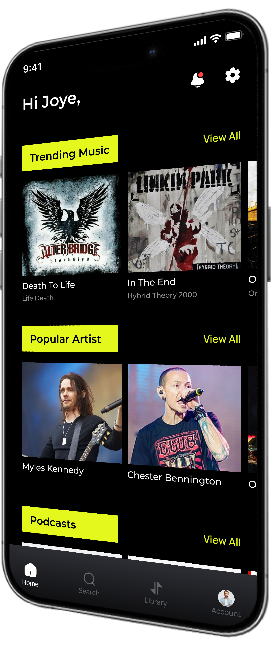 9:41
Hi Joye,
Trending Music
View All
ALTER BRIDGE
BLACKBIRD
LINKIN PARK
[HYBRID THEORY]
Death To Life
Life Death
In The End
Hybrid Theory 2000
O
Or
Popular Artist
View All
Myles Kennedy
Chester Bennington
O
Podcasts
View All
Home
Search
Library
Account